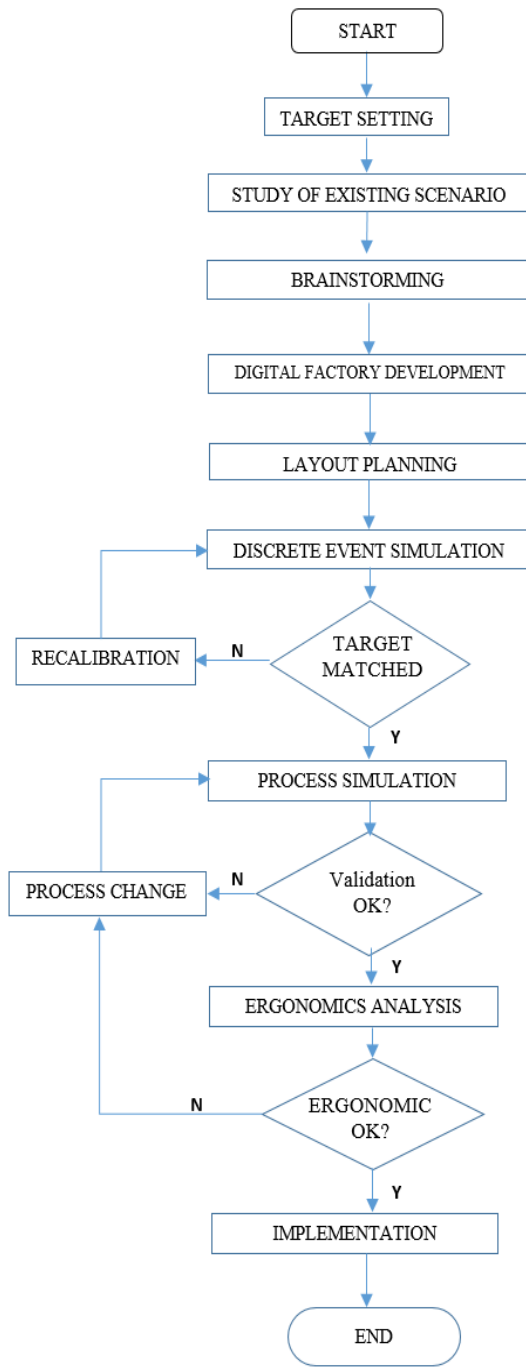 START
TARGET SETTING
STUDY OF EXISTING SCENARIO
BRAINSTORMING
DIGITAL FACTORY DEVELOPMENT
LAYOUT PLANNING
DISCRETE EVENT SIMULATION
TARGET
MATCHED
N
RECALIBRATION
Y
PROCESS SIMULATION
Validation
OK?
N
PROCESS CHANGE
Y
ERGONOMICS ANALYSIS
ERGONOMIC
OK?
N
Y
IMPLEMENTATION
END